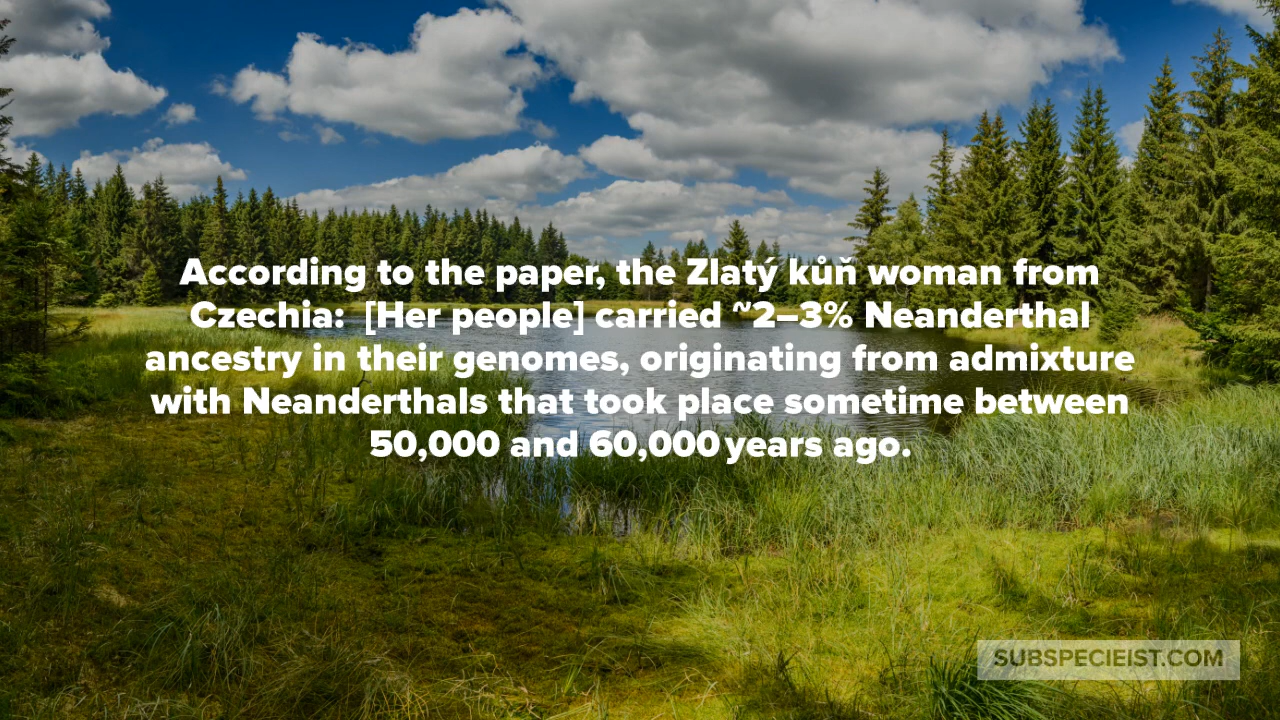 According to the paper, the Zlatý kůň woman from
Czechia: [Her people] carried ~2–3% Neanderthal
ancestry in their genomes, originating from admixture
with Neanderthals that took place sometime between
50,000 and 60,000 years ago.
SUBSPECIEIST.COM